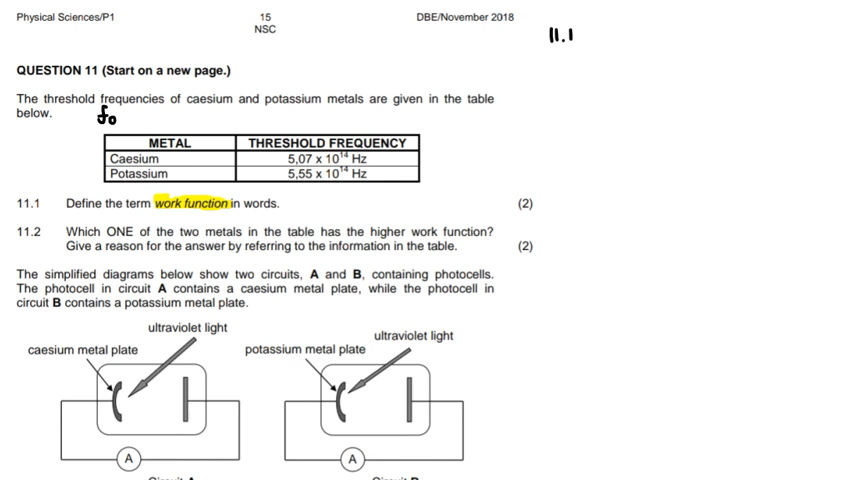 Physical Sciences/P1 15 DBE/November 2018
NSC
11.1
QUESTION 11 (Start on a new page.)
The threshold frequencies of caesium and potassium metals are given in the table
below.
f₀
METAL THRESHOLD FREQUENCY
Caesium 5,07 x 10¹⁴ Hz
Potassium 5,55 x 10¹⁴ Hz
11.1 Define the term work function in words. (2)
11.2 Which ONE of the two metals in the table has the higher work function?
Give a reason for the answer by referring to the information in the table. (2)
The simplified diagrams below show two circuits, A and B, containing photocells.
The photocell in circuit A contains a caesium metal plate, while the photocell in
circuit B contains a potassium metal plate.
ultraviolet light
caesium metal plate
ultraviolet light
potassium metal plate
A
A